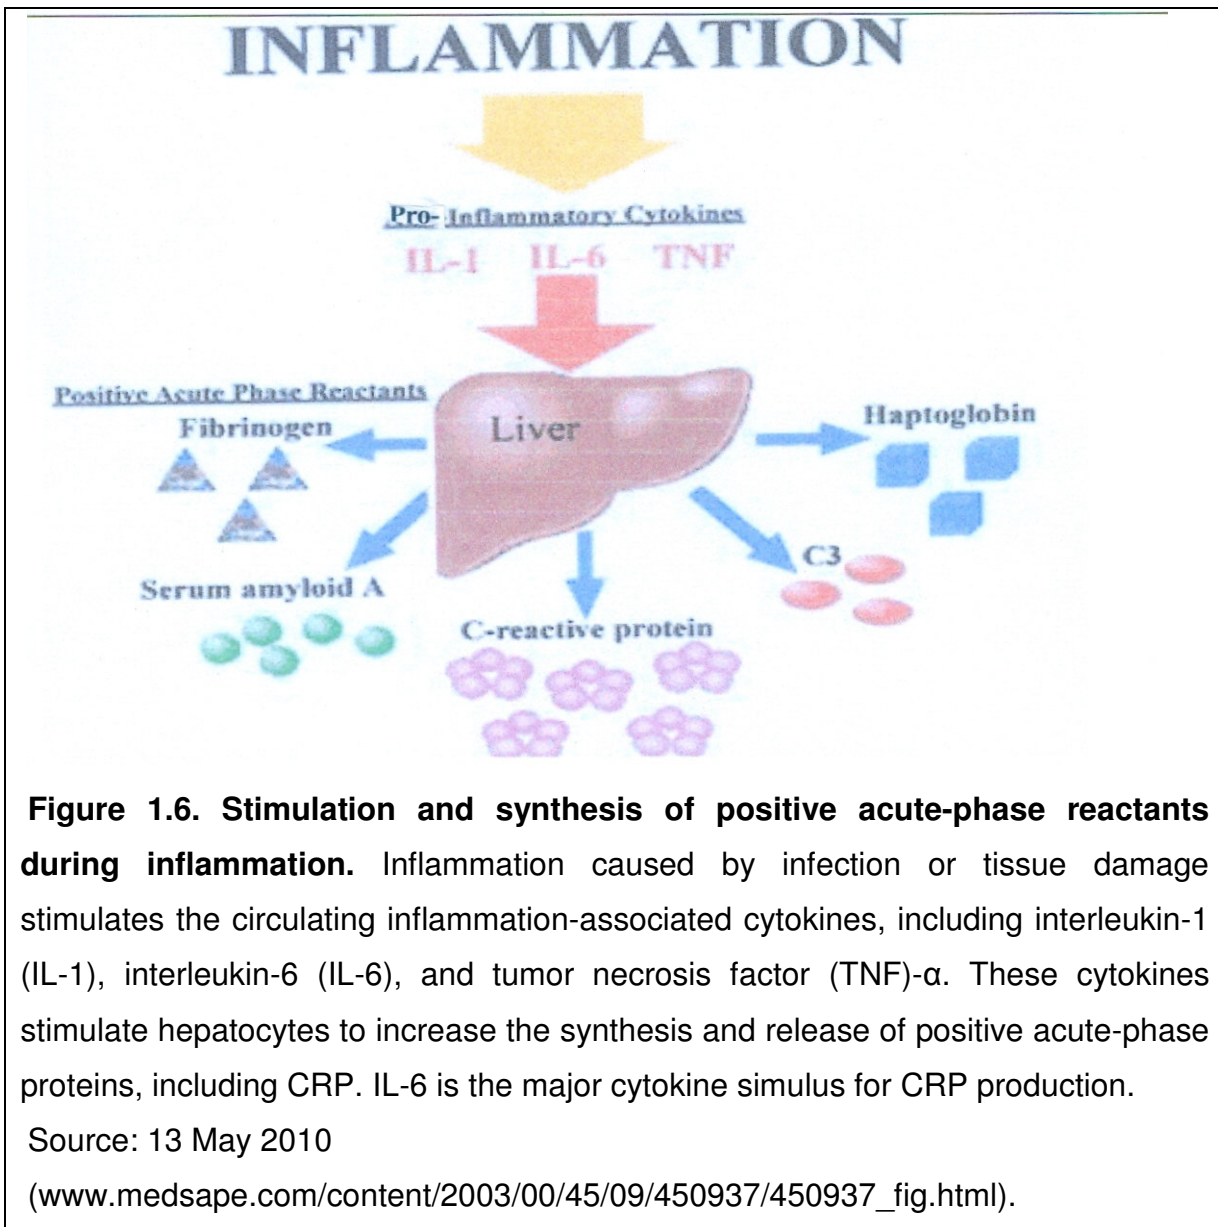 INFLAMMATION
Pro- Inflammatory Cytokines
IL-1 IL-6 TNF
Positive Acute Phase Reactants
Fibrinogen
Liver
Haptoglobin
Serum amyloid A
C3
C-reactive protein
Figure 1.6. Stimulation and synthesis of positive acute-phase reactants
during inflammation. Inflammation caused by infection or tissue damage
stimulates the circulating inflammation-associated cytokines, including interleukin-1
(IL-1), interleukin-6 (IL-6), and tumor necrosis factor (TNF)-α. These cytokines
stimulate hepatocytes to increase the synthesis and release of positive acute-phase
proteins, including CRP. IL-6 is the major cytokine simulus for CRP production.
Source: 13 May 2010
(www.medsape.com/content/2003/00/45/09/450937/450937_fig.html).